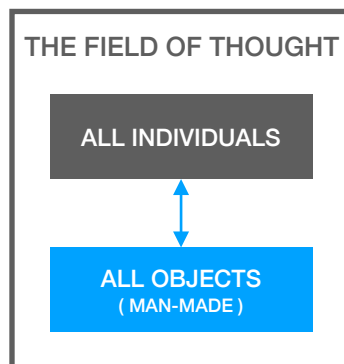 THE FIELD OF THOUGHT
ALL INDIVIDUALS
ALL OBJECTS
( MAN-MADE )